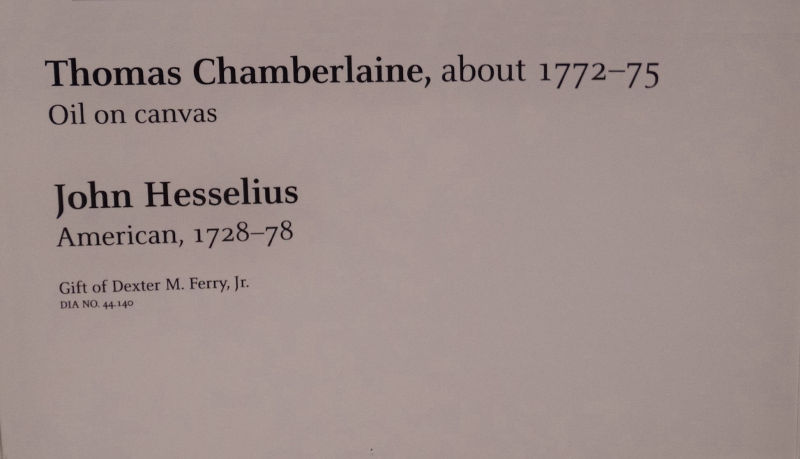 Thomas Chamberlaine, about 1772–75
Oil on canvas
John Hesselius
American, 1728–78
Gift of Dexter M. Ferry, Jr.
DIA NO. 44.140